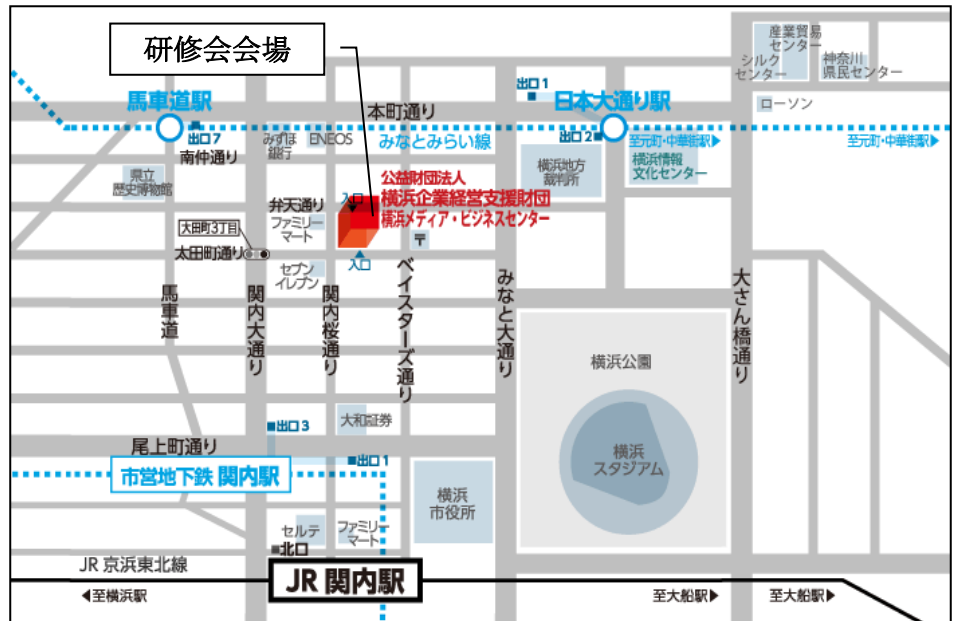 研修会会場
産業貿易
センター
シルク
センター
神奈川
県民センター
ローソン
馬車道駅
出口7
本町通り
出口1
日本大通り駅
出口2
みなとみらい線
至元町・中華街駅▶
至元町・中華街駅▶
南仲通り
みずほ
銀行
ENEOS
横浜地方
裁判所
横浜情報
文化センター
県立
歴史博物館
公益財団法人
横浜企業経営支援財団
横浜メディア・ビジネスセンター
入口
弁天通り
ファミリー
マート
〒
太田町3丁目
太田町通り
入口
セブン
イレブン
馬車道
関内大通り
関内桜通り
ベイスターズ通り
みなと大通り
大さん橋通り
横浜公園
横浜
スタジアム
大和証券
出口3
尾上町通り
出口1
市営地下鉄 関内駅
横浜
市役所
セルテ
ファミリー
マート
北口
JR 京浜東北線
JR 関内駅
◀至横浜駅
至大船駅▶
至大船駅▶